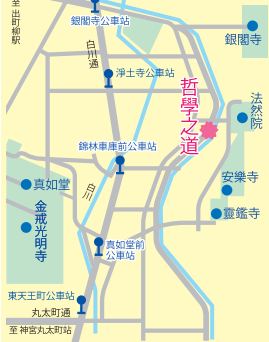 至出町柳駅
銀閣寺公車站
銀閣寺
白川通
淨土寺公車站
哲學之道
法然院
錦林車庫前公車站
真如堂
白川
安樂寺
金戒光明寺
靈鑑寺
真如堂前
公車站
東天王町公車站
丸太町通
至 神宮丸太町站